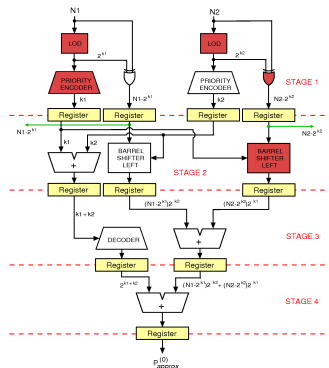 N1
N2
LOD
LOD
2^k1
2^k2
PRIORITY
ENCODER
PRIORITY
ENCODER
STAGE 1
k1
N1-2^k1
k2
N2-2^k2
Register
Register
Register
Register
N1-2^k1
N2-2^k2
k1
k2
+
BARREL
SHIFTER
LEFT
BARREL
SHIFTER
LEFT
STAGE 2
Register
Register
Register
(N1-2^k1)2^k2
(N2-2^k2)2^k1
k1+k2
DECODER
+
STAGE 3
Register
Register
2^k1+k2
(N1-2^k1)2^k2+(N2-2^k2)2^k1
+
STAGE 4
Register
P^(0)_approx